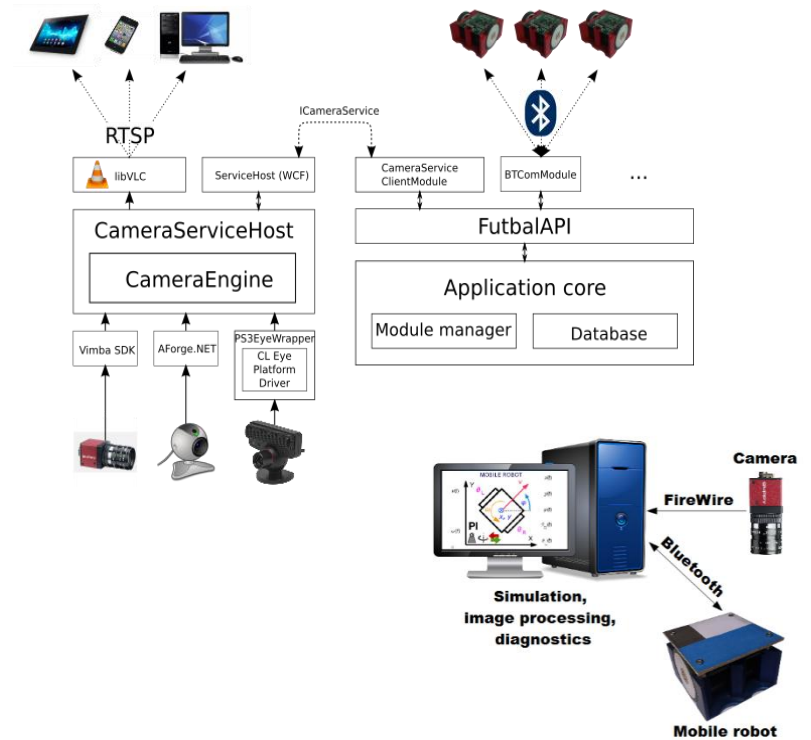 ICameraService
RTSP
libVLC
ServiceHost (WCF)
CameraService
ClientModule
BTComModule
...
CameraServiceHost
CameraEngine
FutbalAPI
Application core
Module manager
Database
Vimba SDK
AForge.NET
PS3EyeWrapper
CL Eye
Platform
Driver
MOBILE ROBOT
Y
X
x, y
PI
Camera
FireWire
Bluetooth
Simulation,
image processing,
diagnostics
Mobile robot